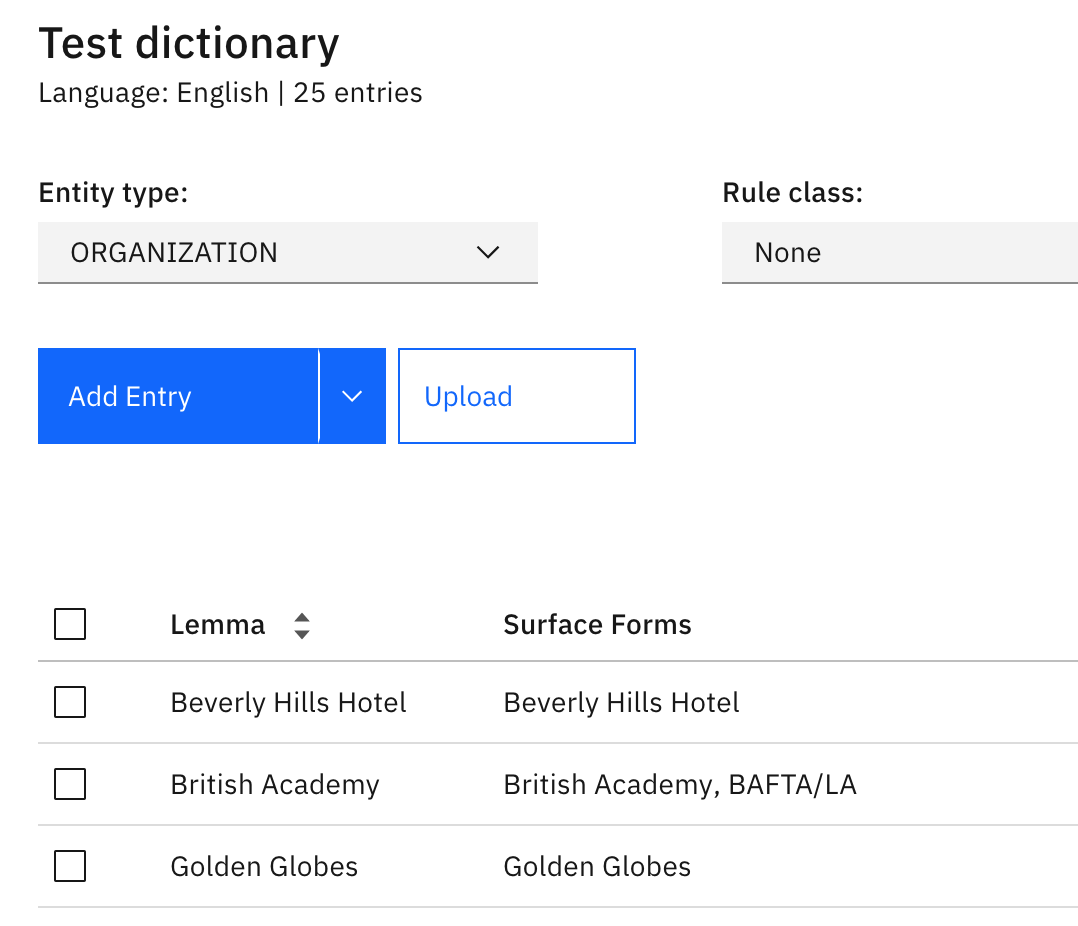 Test dictionary
Language: English | 25 entries
Entity type:
Rule class:
ORGANIZATION
None
Add Entry
Upload
Lemma
Surface Forms
Beverly Hills Hotel
Beverly Hills Hotel
British Academy
British Academy, BAFTA/LA
Golden Globes
Golden Globes